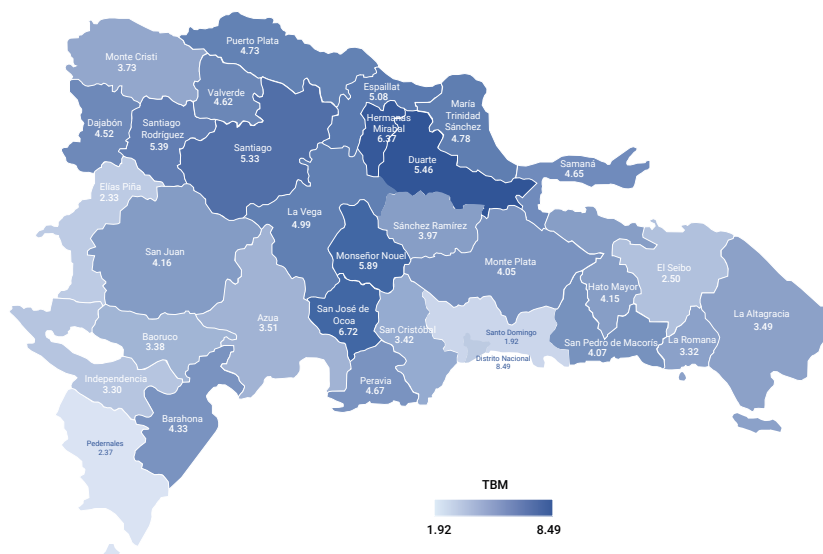 Puerto Plata
4.73
Monte Cristi
3.73
Valverde
4.62
Espaillat
5.08
María
Trinidad
Sánchez
4.78
Dajabón
4.52
Santiago
Rodríguez
5.39
Hermanas
Mirabal
6.37
Santiago
5.33
Duarte
5.46
Samaná
4.65
Elías Piña
2.33
La Vega
4.99
Sánchez Ramírez
3.97
San Juan
4.16
Monseñor Nouel
5.89
Monte Plata
4.05
El Seibo
2.50
Hato Mayor
4.15
La Altagracia
3.49
Azua
3.51
San José de
Ocoa
6.72
San Cristóbal
3.42
Santo Domingo
1.92
San Pedro de Macorís
4.07
La Romana
3.32
Baoruco
3.38
Distrito Nacional
8.49
Independencia
3.30
Peravia
4.67
Barahona
4.33
Pedernales
2.37
TBM
1.92
8.49